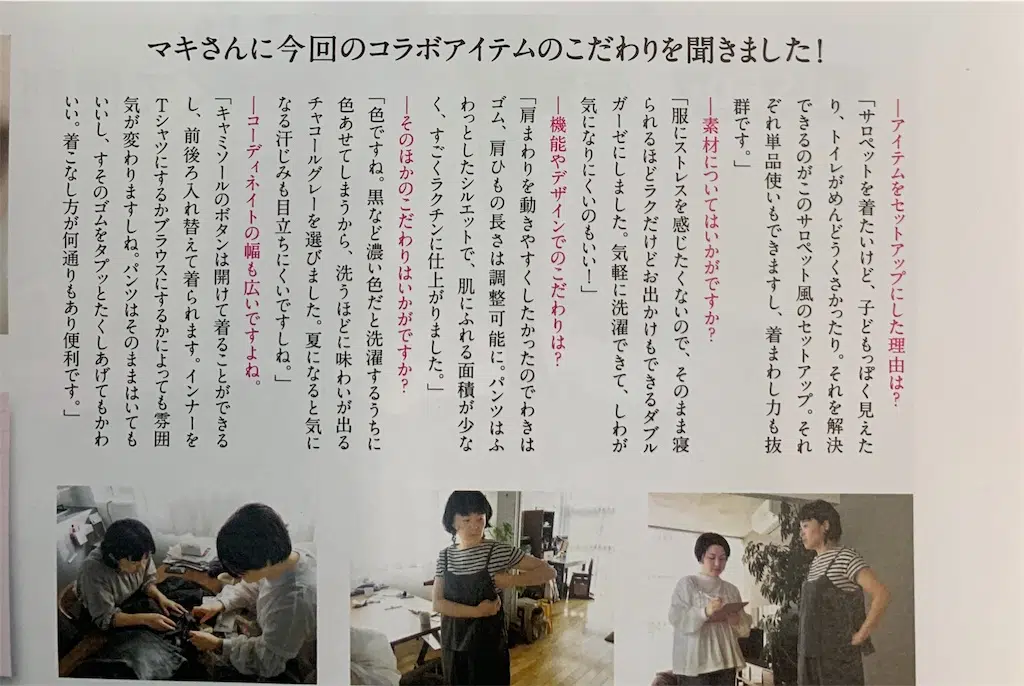 マキさんに今回のコラボアイテムのこだわりを聞きました！
―アイテムをセットアップにした理由は？
「サロペットを着たいけど、子どもっぽく見えた
り、トイレがめんどうくさかったり。それを解決
できるのがこのサロペット風のセットアップ。それ
ぞれ単品使いもできますし、着まわし力も抜
群です。」
―素材についてはいかがですか？
「服にストレスを感じたくないので、そのまま寝
られるほどラクだけどお出かけもできるダブル
ガーゼにしました。気軽に洗濯できて、しわが
気になりにくいのもいい！」
―機能やデザインでのこだわりは？
「肩まわりを動きやすくしたかったのでわきは
ゴム、肩ひもの長さは調整可能に。パンツはふ
わっとしたシルエットで、肌にふれる面積が少な
く、すごくラクチンに仕上がりました。」
―そのほかのこだわりはいかがですか？
「色ですね。黒など濃い色だと洗濯するうちに
色あせてしまうから、洗うほどに味わいが出る
チャコールグレーを選びました。夏になると気に
なる汗じみも目立ちにくいですしね。」
―コーディネイトの幅も広いですよね。
「キャミソールのボタンは開けて着ることができる
し、前後ろ入れ替えて着られます。インナーを
Tシャツにするかブラウスにするかによっても雰囲
気が変わりますしね。パンツはそのままはいても
いいし、すそのゴムをタプッとたくしあげてもかわ
いい。着こなし方が何通りもあり便利です。」